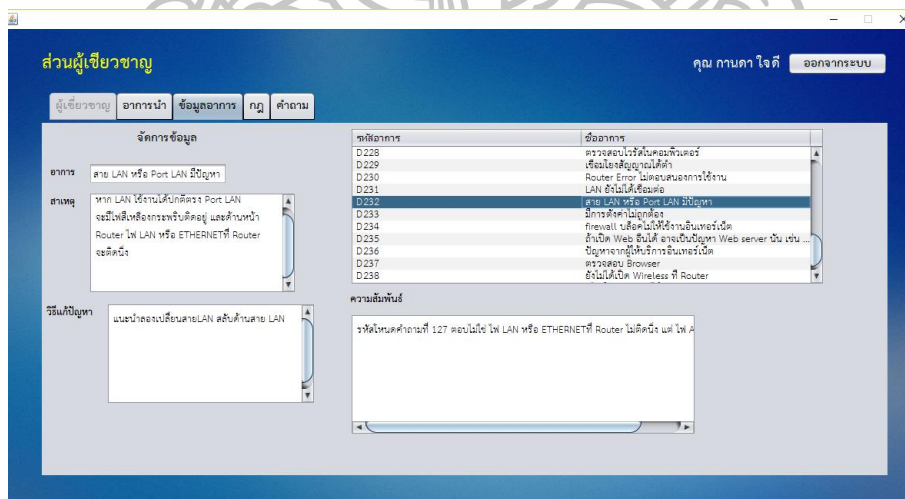 ส่วนผู้เชียวชาญ
คุณ กานดา ใจดี
ออกจากระบบ
ผู้เชี่ยวชาญ อาการนำ ข้อมูลอาการ กฎ คำถาม
จัดการข้อมูล
อาการ
สาย LAN หรือ Port LAN มีปัญหา
สาเหตุ
หาก LAN ใช้งานได้ปกติตรง Port LAN
จะมีไฟสีเหลืองกระพริบติดอยู่ และด้านหน้า
Router ไฟ LAN หรือ ETHERNETที่ Router
จะติดนิ่ง
วิธีแก้ปัญหา
แนะนำลองเปลี่ยนสายLAN สลับด้านสาย LAN
รหัสอาการ ชื่ออาการ
D228 ตรวจสอบไวรัสในคอมพิวเตอร์
D229 เชื่อมโยงสัญญาณได้ต่ำ
D230 Router Error ไม่ตอบสนองการใช้งาน
D231 LAN ยังไม่ได้เชื่อมต่อ
D232 สาย LAN หรือ Port LAN มีปัญหา
D233 มีการตั้งค่าไม่ถูกต้อง
D234 firewall บล็อคไม่ให้ใช้งานอินเทอร์เน็ต
D235 ถ้าเปิด Web อื่นได้ อาจเป็นปัญหา Web server นั้น เช่น ...
D236 ปัญหาจากผู้ให้บริการอินเทอร์เน็ต
D237 ตรวจสอบ Browser
D238 ยังไม่ได้เปิด Wireless ที่ Router
ความสัมพันธ์
รหัสโหนดคำถามที่ 127 ตอบไม่ใช่ ไฟ LAN หรือ ETHERNETที่ Router ไม่ติดนิ่ง แต่ ไฟ A